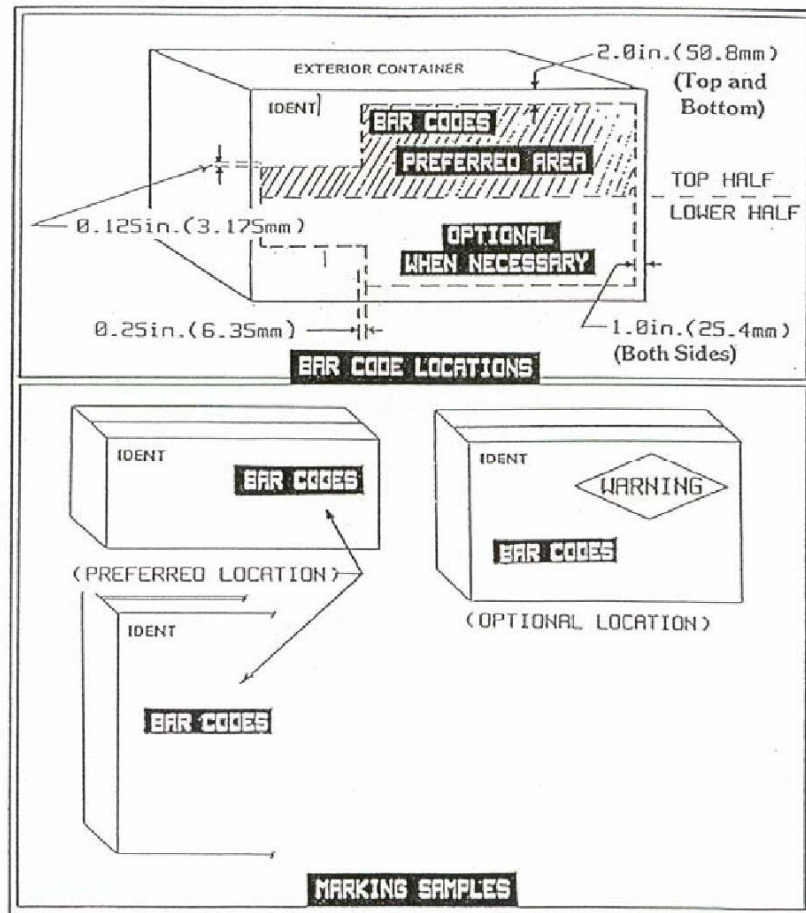 2.0in.(50.8mm)
(Top and
Bottom)
EXTERIOR CONTAINER
IDENT
BAR CODES
PREFERRED AREA
TOP HALF
LOWER HALF
0.125in.(3.175mm)
OPTIONAL
WHEN NECESSARY
0.25in.(6.35mm)
1.0in.(25.4mm)
(Both Sides)
BAR CODE LOCATIONS
IDENT
BAR CODES
(PREFERRED LOCATION)
IDENT
WARNING
BAR CODES
(OPTIONAL LOCATION)
IDENT
BAR CODES
MARKING SAMPLES